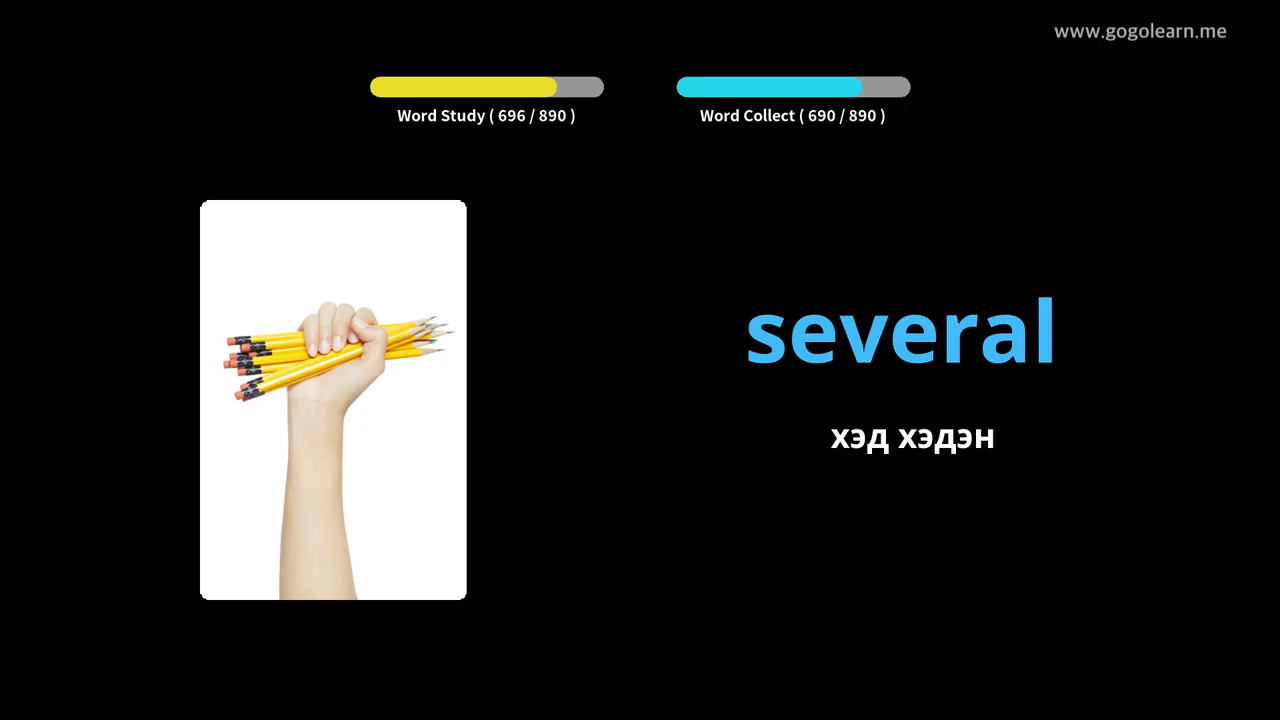 www.gogolearn.me
Word Study ( 696 / 890 )
Word Collect ( 690 / 890 )
several
хэд хэдэн